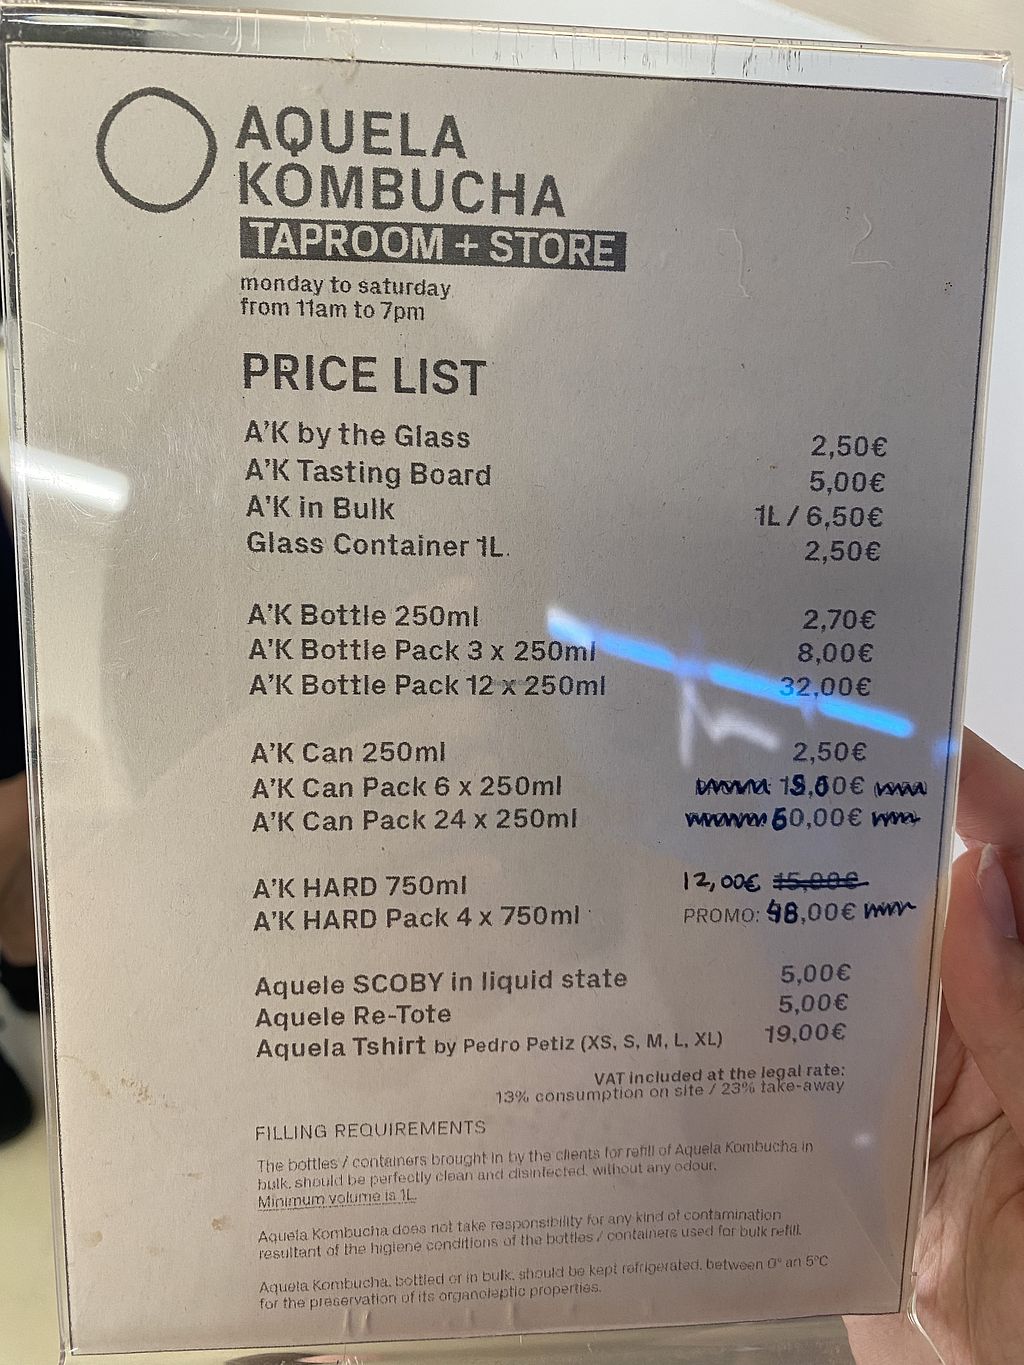 AQUELA
KOMBUCHA
TAPROOM + STORE
monday to saturday
from 11am to 7pm
PRICE LIST
A'K by the Glass 2,50€
A'K Tasting Board 5,00€
A'K in Bulk 1L / 6,50€
Glass Container 1L. 2,50€
A'K Bottle 250ml 2,70€
A'K Bottle Pack 3 x 250ml 8,00€
A'K Bottle Pack 12 x 250ml 32,00€
A'K Can 250ml 2,50€
A'K Can Pack 6 x 250ml
A'K Can Pack 24 x 250ml 60,00€
A'K HARD 750ml 12,00€ 15,00€
A'K HARD Pack 4 x 750ml PROMO: 48,00€
Aquele SCOBY in liquid state 5,00€
Aquele Re-Tote 5,00€
Aquela Tshirt by Pedro Petiz (XS, S, M, L, XL) 19,00€
VAT included at the legal rate:
13% consumption on site / 23% take-away
FILLING REQUIREMENTS
The bottles / containers brought in by the clients for refill of Aquela Kombucha in
bulk, should be perfectly clean and disinfected, without any odour.
Minimum volume is 1L.
Aquela Kombucha does not take responsibility for any kind of contamination
resultant of the higiene conditions of the bottles / containers used for bulk refill.
Aquela Kombucha, bottled or in bulk, should be kept refrigerated, between 0º an 5ºC
for the preservation of its organoleptic properties.